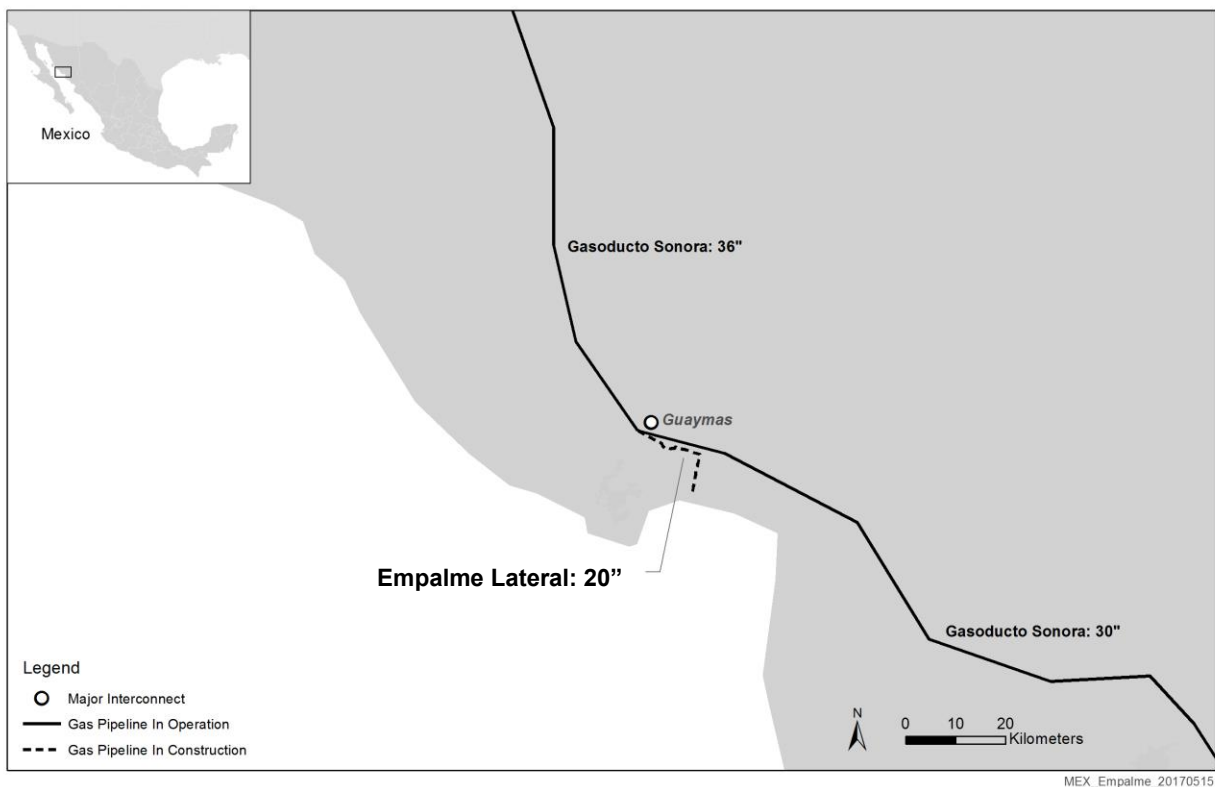 Mexico
Gasoducto Sonora: 36"
Guaymas
Empalme Lateral: 20”
Gasoducto Sonora: 30"
Legend
Major Interconnect
Gas Pipeline In Operation
Gas Pipeline In Construction
N
0 10 20
Kilometers
MEX_Empalme_20170515